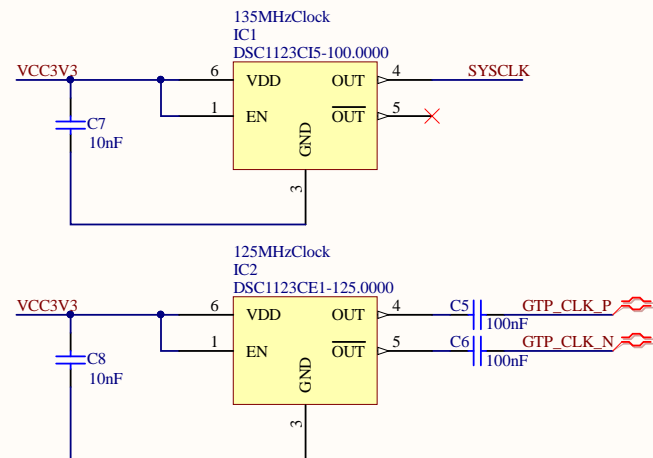 135MHzClock
IC1
DSC1123CI5-100.0000
VCC3V3 6 VDD OUT 4 SYSCLK
1 EN OUT 5
C7
10nF
GND
3
125MHzClock
IC2
DSC1123CE1-125.0000
VCC3V3 6 VDD OUT 4 C5 GTP_CLK_P
100nF
1 EN OUT 5 C6 GTP_CLK_N
100nF
C8
10nF
GND
3